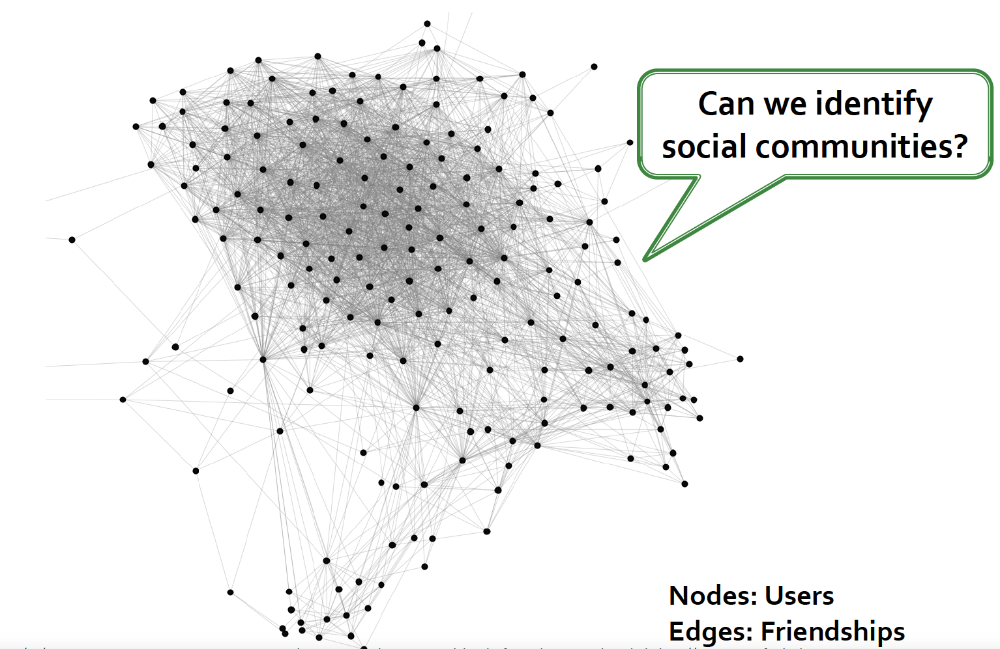 Can we identify
social communities?
Nodes: Users
Edges: Friendships